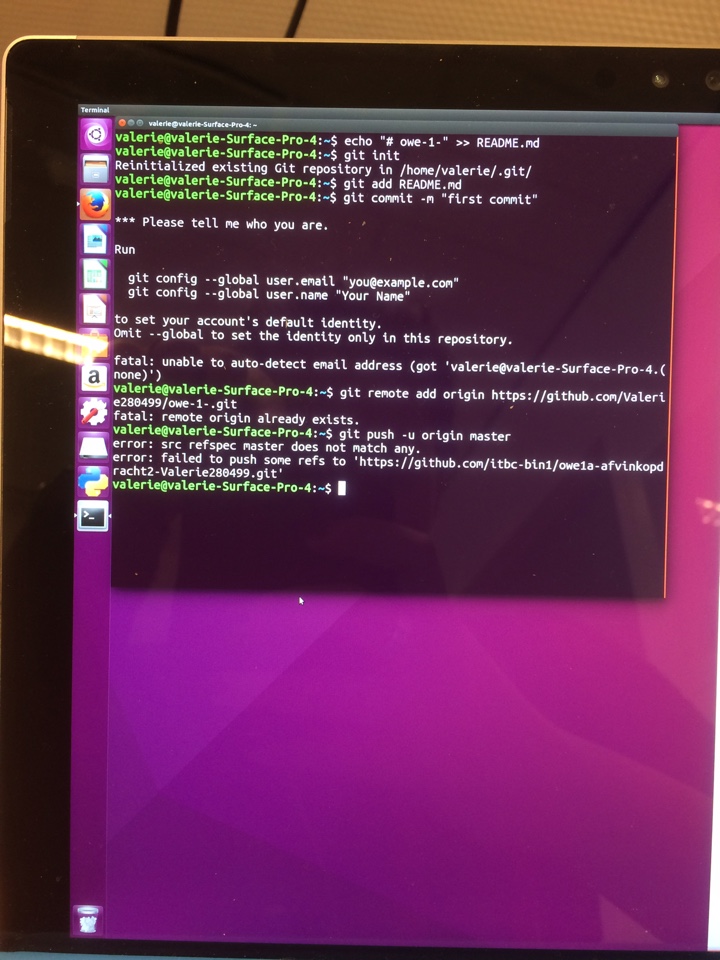 Terminal
valerie@valerie-Surface-Pro-4: ~
valerie@valerie-Surface-Pro-4:~$ echo "# owe-1-" >> README.md
valerie@valerie-Surface-Pro-4:~$ git init
Reinitialized existing Git repository in /home/valerie/.git/
valerie@valerie-Surface-Pro-4:~$ git add README.md
valerie@valerie-Surface-Pro-4:~$ git commit -m "first commit"
*** Please tell me who you are.
Run
git config --global user.email "you@example.com"
git config --global user.name "Your Name"
to set your account's default identity.
Omit --global to set the identity only in this repository.
fatal: unable to auto-detect email address (got 'valerie@valerie-Surface-Pro-4.(
none)')
valerie@valerie-Surface-Pro-4:~$ git remote add origin https://github.com/Valeri
e280499/owe-1-.git
fatal: remote origin already exists.
valerie@valerie-Surface-Pro-4:~$ git push -u origin master
error: src refspec master does not match any.
error: failed to push some refs to 'https://github.com/itbc-bin1/owe1a-afvinkopd
racht2-Valerie280499.git'
valerie@valerie-Surface-Pro-4:~$
a
>_